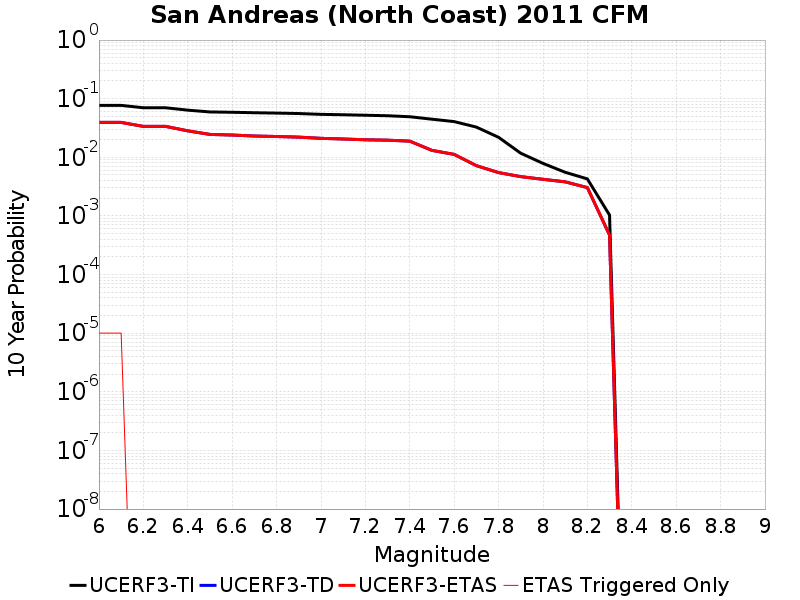 San Andreas (North Coast) 2011 CFM
10^0
10^-1
10^-2
10^-3
10^-4
10^-5
10^-6
10^-7
10^-8
10 Year Probability
6 6.2 6.4 6.6 6.8 7 7.2 7.4 7.6 7.8 8 8.2 8.4 8.6 8.8 9
Magnitude
UCERF3-TI UCERF3-TD UCERF3-ETAS ETAS Triggered Only